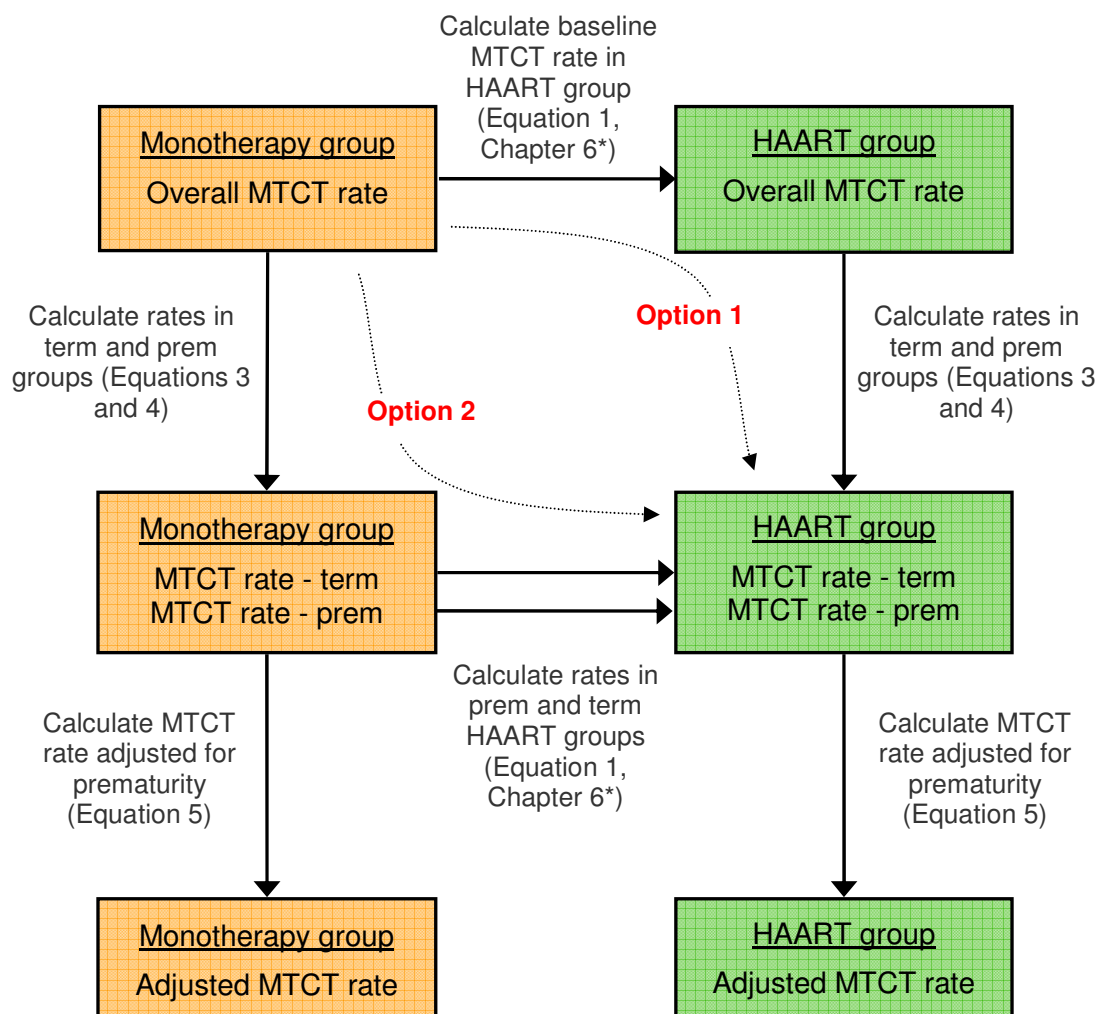 Calculate baseline
MTCT rate in
HAART group
(Equation 1,
Chapter 6*)
Monotherapy group
Overall MTCT rate
HAART group
Overall MTCT rate
Calculate rates in
term and prem
groups (Equations 3
and 4)
Option 1
Option 2
Calculate rates in
term and prem
groups (Equations 3
and 4)
Monotherapy group
MTCT rate - term
MTCT rate - prem
HAART group
MTCT rate - term
MTCT rate - prem
Calculate MTCT
rate adjusted for
prematurity
(Equation 5)
Calculate rates in
prem and term
HAART groups
(Equation 1,
Chapter 6*)
Calculate MTCT
rate adjusted for
prematurity
(Equation 5)
Monotherapy group
Adjusted MTCT rate
HAART group
Adjusted MTCT rate